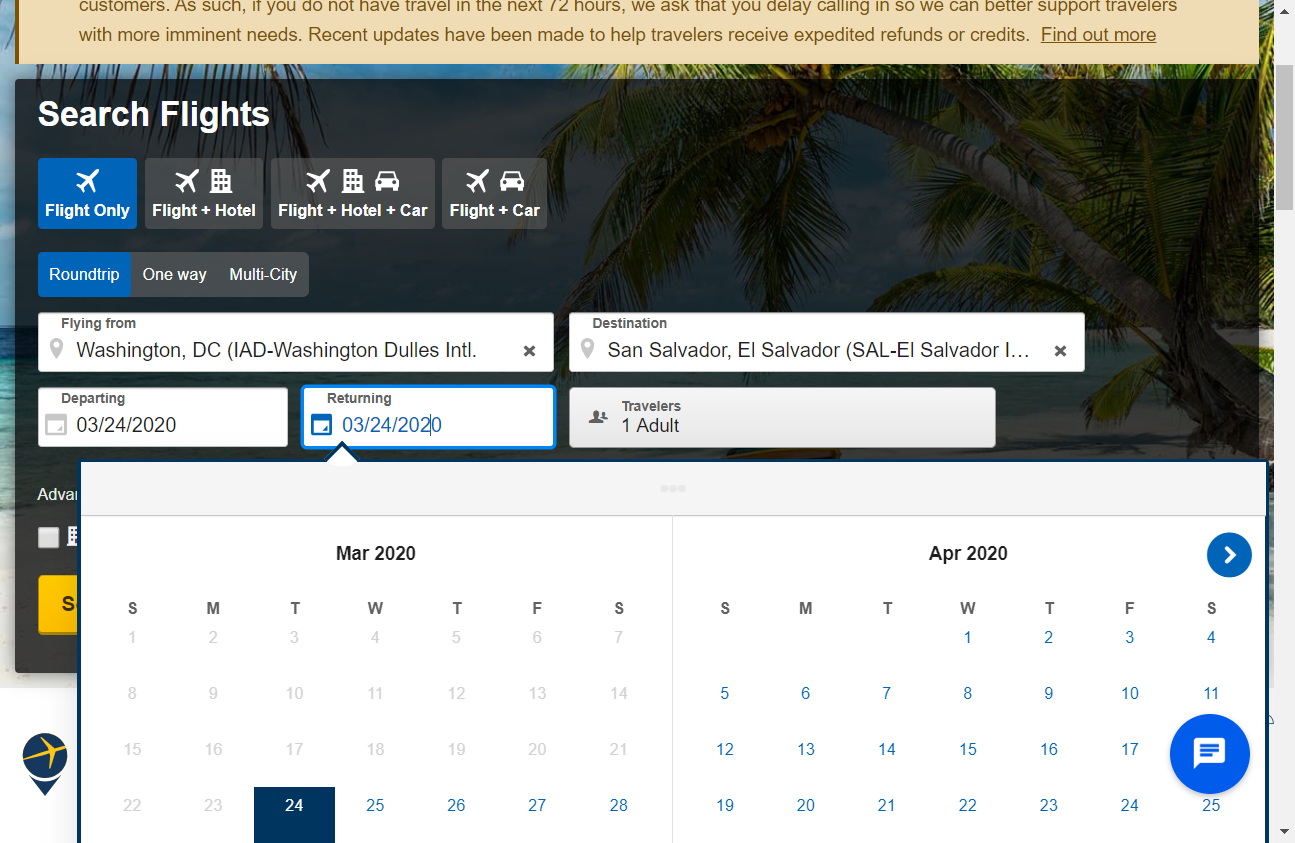 customers. As such, if you do not have travel in the next 72 hours, we ask that you delay calling in so we can better support travelers
with more imminent needs. Recent updates have been made to help travelers receive expedited refunds or credits. Find out more
Search Flights
Flight Only Flight + Hotel Flight + Hotel + Car Flight + Car
Roundtrip One way Multi-City
Flying from Destination
Washington, DC (IAD-Washington Dulles Intl. San Salvador, El Salvador (SAL-El Salvador I…
Departing Returning Travelers
03/24/2020 03/24/2020 1 Adult
Mar 2020 Apr 2020
S M T W T F S S M T W T F S
1 2 3 4 5 6 7 1 2 3 4
8 9 10 11 12 13 14 5 6 7 8 9 10 11
15 16 17 18 19 20 21 12 13 14 15 16 17
22 23 24 25 26 27 28 19 20 21 22 23 24 25